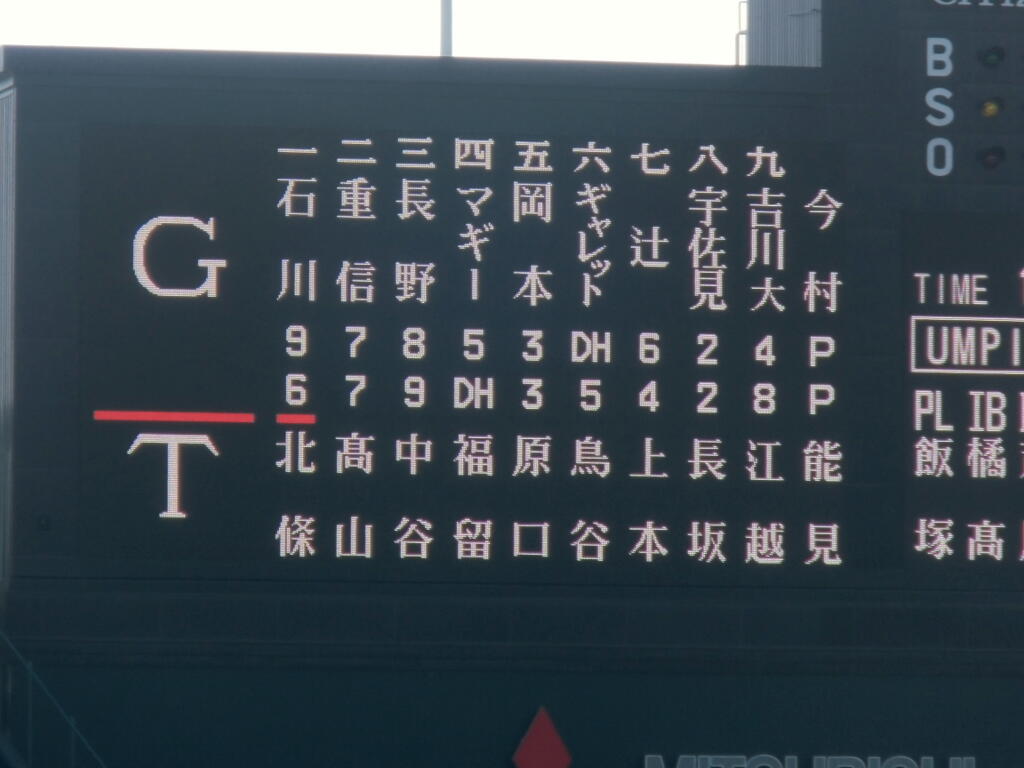 B
S
O
一 二 三 四 五 六 七 八 九
G
石川 重信 長野 マギー 岡本 ギャレット 辻 宇佐見 吉川大 今村
9 7 8 5 3 DH 6 2 4 P
6 7 9 DH 3 5 4 2 8 P
T
北條 髙山 中谷 福留 原口 鳥谷 上本 長坂 江越 能見
TIME
UMPI
PL IB
飯塚 橘髙
MITSUBISHI